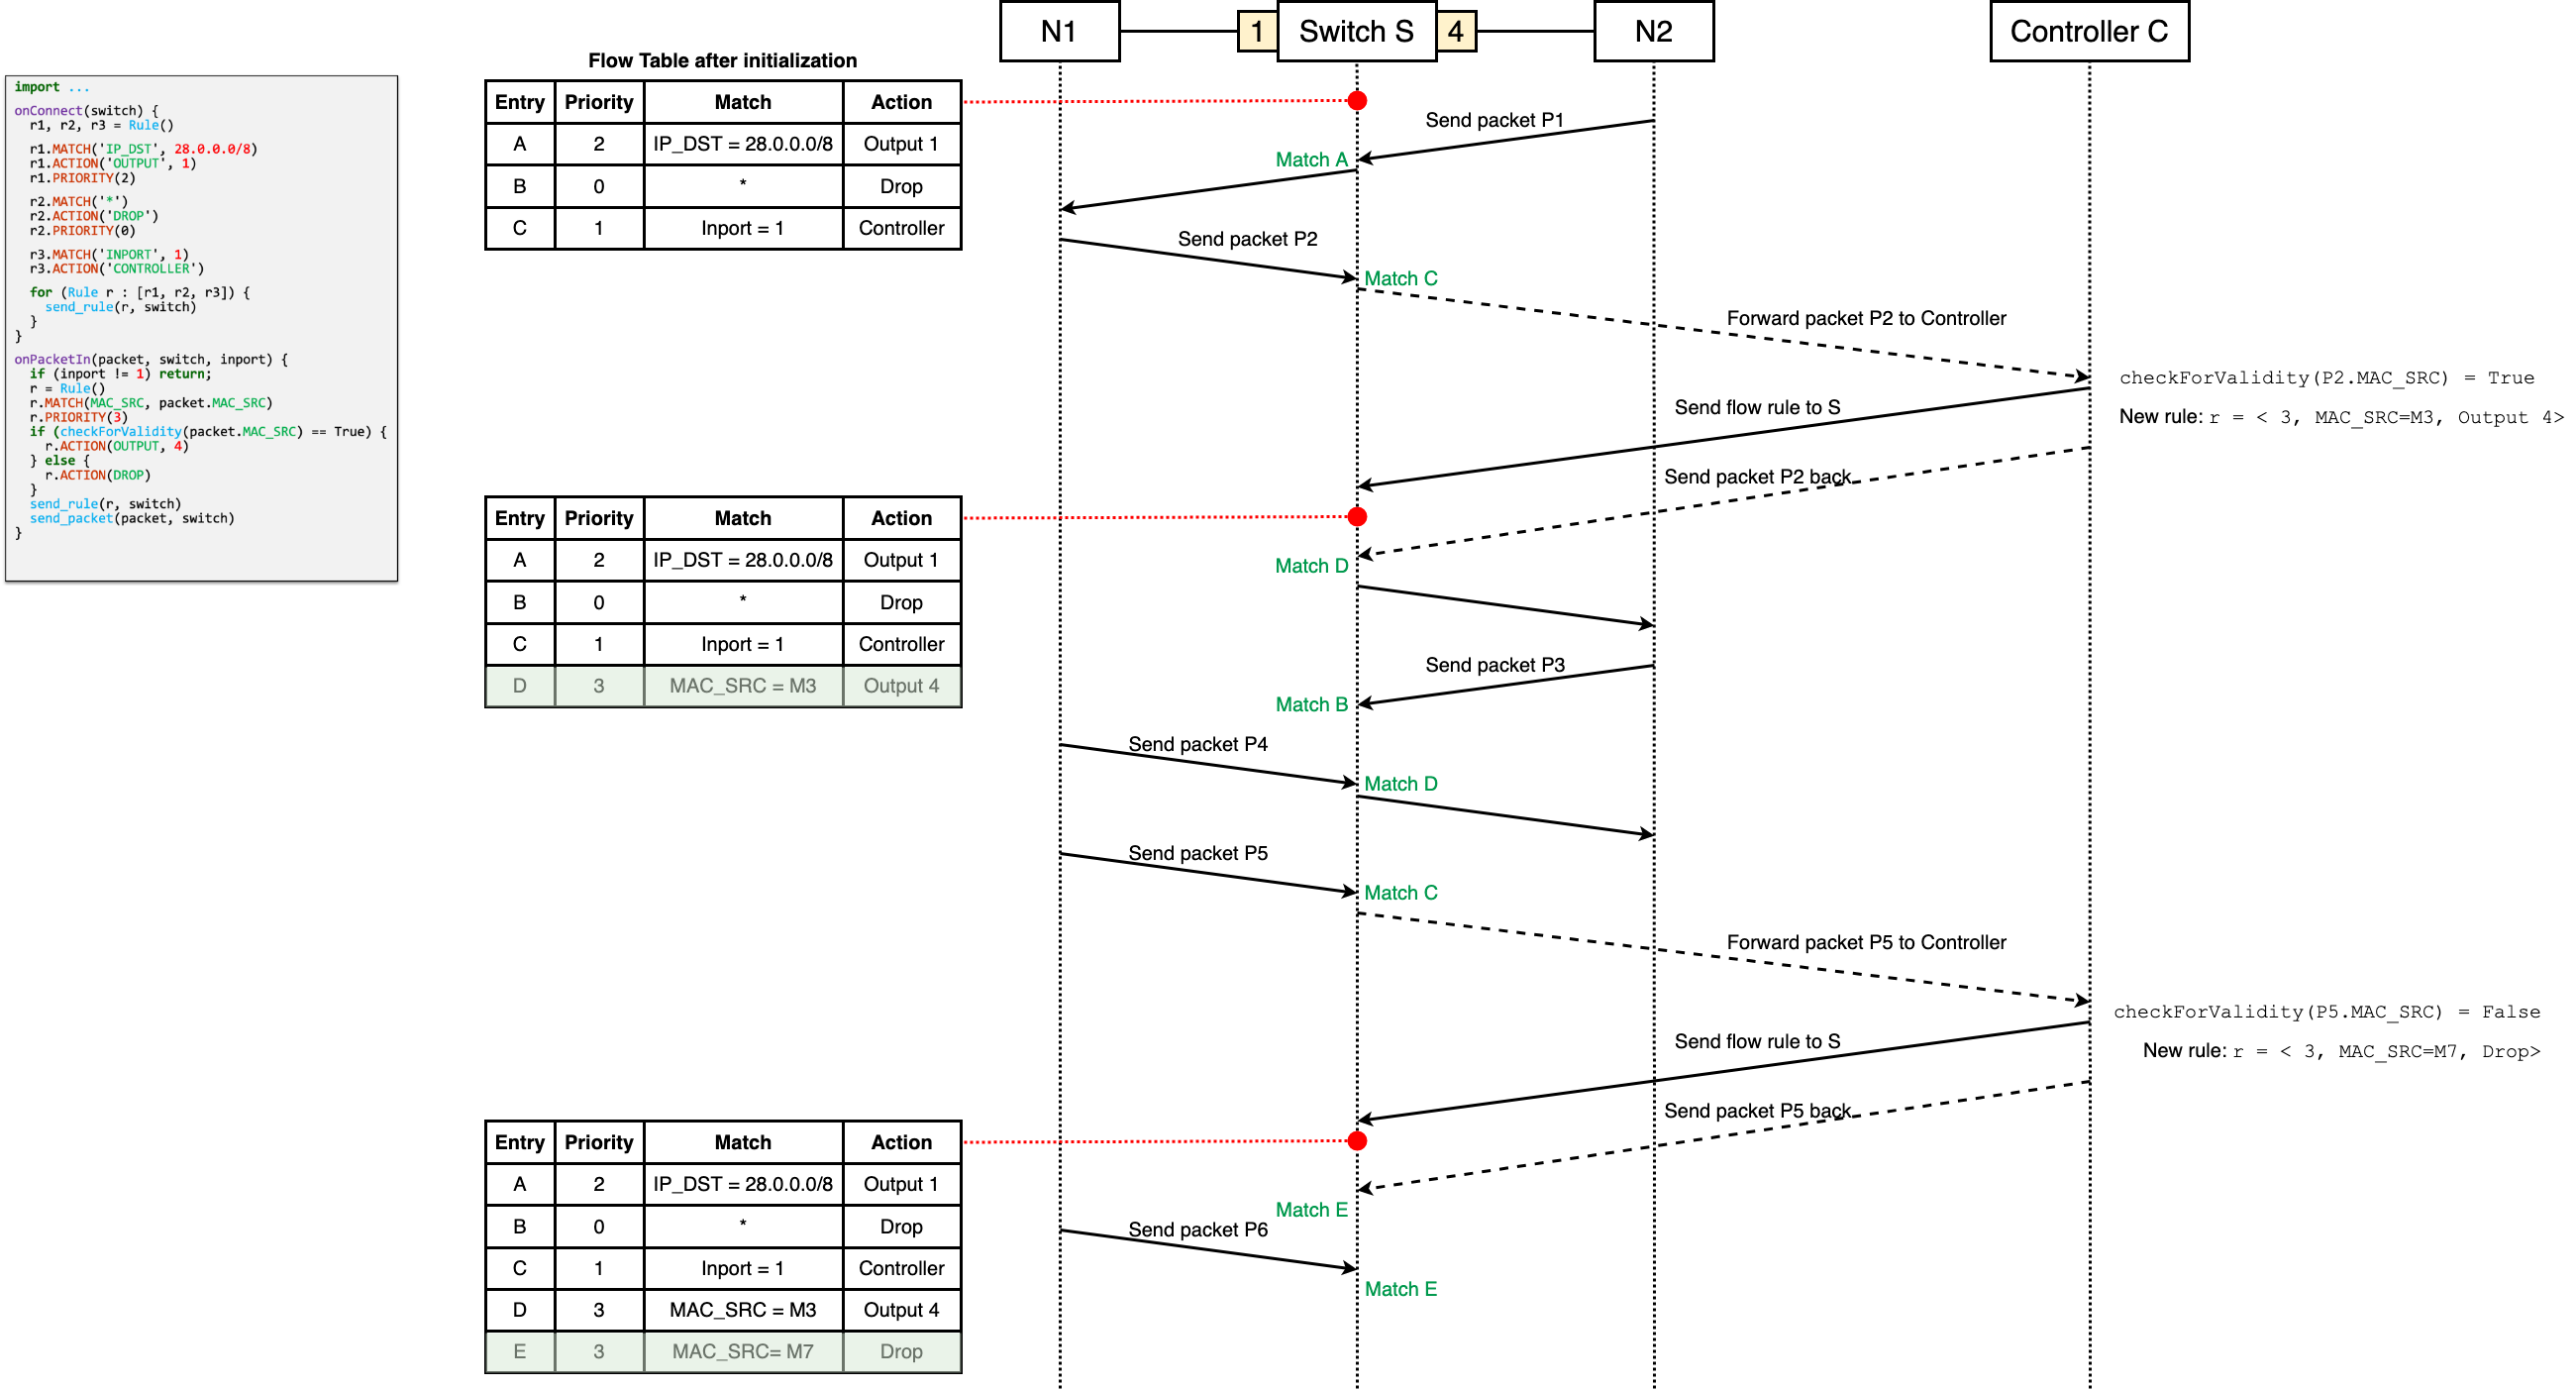 import ...
onConnect(switch) {
r1, r2, r3 = Rule()
r1.MATCH('IP_DST', 28.0.0.0/8)
r1.ACTION('OUTPUT', 1)
r1.PRIORITY(2)
r2.MATCH('*')
r2.ACTION('DROP')
r2.PRIORITY(0)
r3.MATCH('INPORT', 1)
r3.ACTION('CONTROLLER')
for (Rule r : [r1, r2, r3]) {
send_rule(r, switch)
}
}
onPacketIn(packet, switch, inport) {
if (inport != 1) return;
r = Rule()
r.MATCH(MAC_SRC, packet.MAC_SRC)
r.PRIORITY(3)
if (checkForValidity(packet.MAC_SRC) == True) {
r.ACTION(OUTPUT, 4)
} else {
r.ACTION(DROP)
}
send_rule(r, switch)
send_packet(packet, switch)
}
Flow Table after initialization
Entry Priority Match Action
A 2 IP_DST = 28.0.0.0/8 Output 1
B 0 * Drop
C 1 Inport = 1 Controller
Entry Priority Match Action
A 2 IP_DST = 28.0.0.0/8 Output 1
B 0 * Drop
C 1 Inport = 1 Controller
D 3 MAC_SRC = M3 Output 4
Entry Priority Match Action
A 2 IP_DST = 28.0.0.0/8 Output 1
B 0 * Drop
C 1 Inport = 1 Controller
D 3 MAC_SRC = M3 Output 4
E 3 MAC_SRC= M7 Drop
N1 1 Switch S 4 N2 Controller C
Send packet P1
Match A
Send packet P2
Match C
Forward packet P2 to Controller
checkForValidity(P2.MAC_SRC) = True
Send flow rule to S
New rule: r = < 3, MAC_SRC=M3, Output 4>
Send packet P2 back
Match D
Send packet P3
Match B
Send packet P4
Match D
Send packet P5
Match C
Forward packet P5 to Controller
checkForValidity(P5.MAC_SRC) = False
Send flow rule to S
New rule: r = < 3, MAC_SRC=M7, Drop>
Send packet P5 back
Match E
Send packet P6
Match E